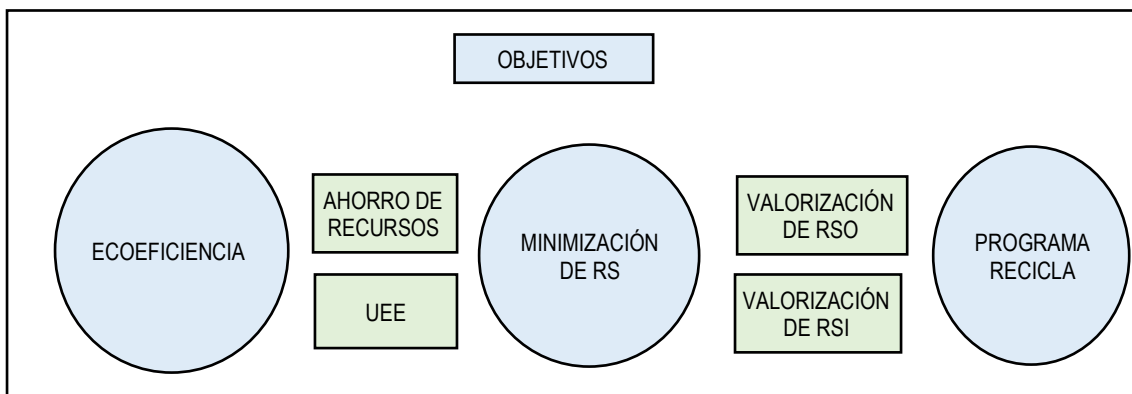 OBJETIVOS
ECOEFICIENCIA
AHORRO DE
RECURSOS
UEE
MINIMIZACIÓN
DE RS
VALORIZACIÓN
DE RSO
VALORIZACIÓN
DE RSI
PROGRAMA
RECICLA